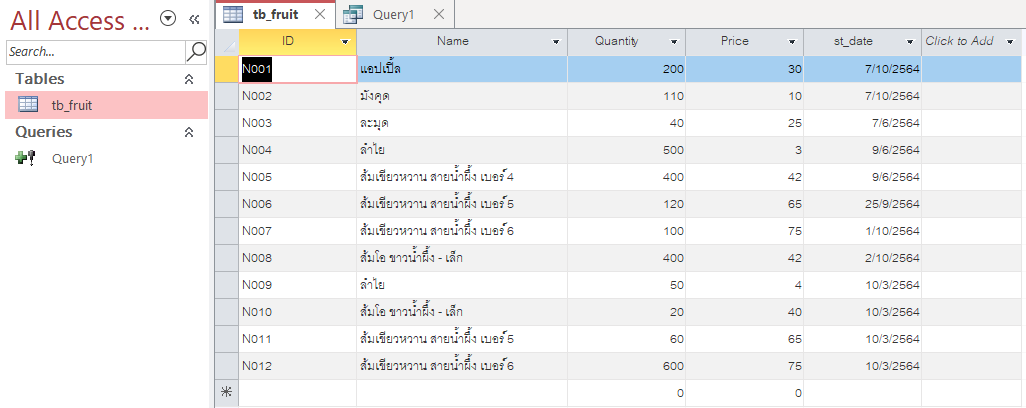 All Access ...
Search...
Tables
tb_fruit
Queries
Query1
tb_fruit Query1
ID Name Quantity Price st_date Click to Add
N001 แอปเปิ้ล 200 30 7/10/2564
N002 มังคุด 110 10 7/10/2564
N003 ละมุด 40 25 7/6/2564
N004 ลำไย 500 3 9/6/2564
N005 ส้มเขียวหวาน สายน้ำผึ้ง เบอร์ 4 400 42 9/6/2564
N006 ส้มเขียวหวาน สายน้ำผึ้ง เบอร์ 5 120 65 25/9/2564
N007 ส้มเขียวหวาน สายน้ำผึ้ง เบอร์ 6 100 75 1/10/2564
N008 ส้มโอ ขาวน้ำผึ้ง - เล็ก 400 42 2/10/2564
N009 ลำไย 50 4 10/3/2564
N010 ส้มโอ ขาวน้ำผึ้ง - เล็ก 20 40 10/3/2564
N011 ส้มเขียวหวาน สายน้ำผึ้ง เบอร์ 5 60 65 10/3/2564
N012 ส้มเขียวหวาน สายน้ำผึ้ง เบอร์ 6 600 75 10/3/2564
0 0